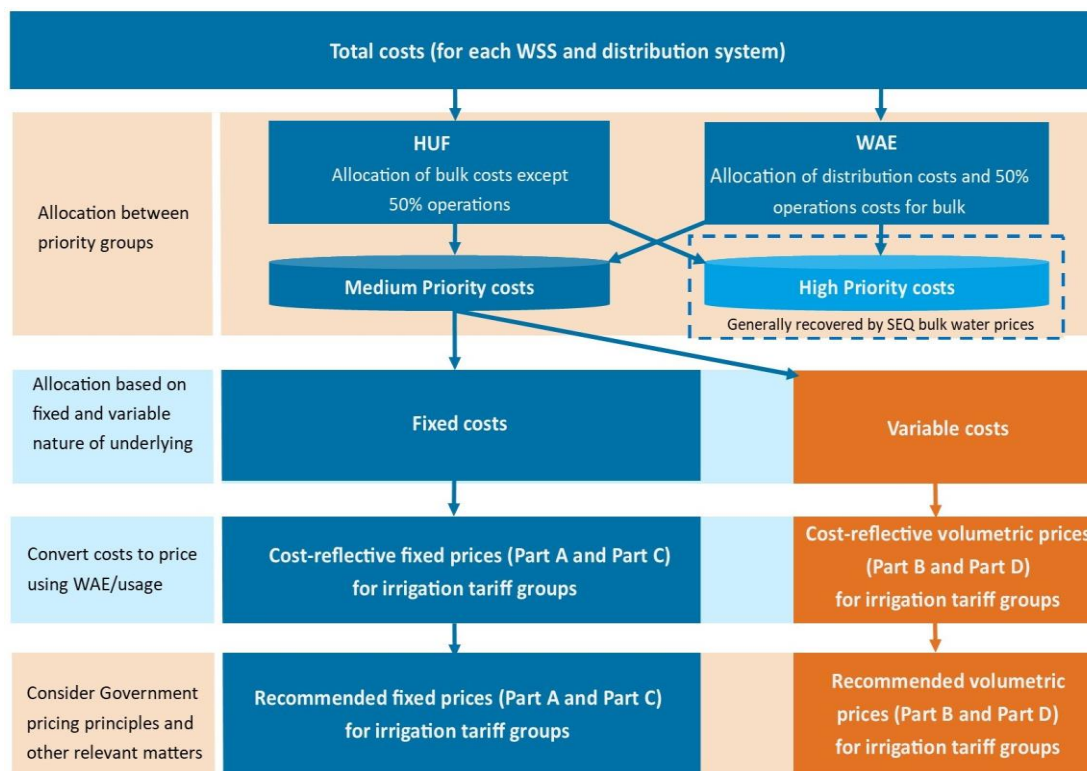 Total costs (for each WSS and distribution system)
HUF
Allocation of bulk costs except
50% operations
WAE
Allocation of distribution costs and 50%
operations costs for bulk
Allocation between
priority groups
Medium Priority costs
High Priority costs
Generally recovered by SEQ bulk water prices
Allocation based on
fixed and variable
nature of underlying
Fixed costs
Variable costs
Convert costs to price
using WAE/usage
Cost-reflective fixed prices (Part A and Part C)
for irrigation tariff groups
Cost-reflective volumetric prices
(Part B and Part D)
for irrigation tariff groups
Consider Government
pricing principles and
other relevant matters
Recommended fixed prices (Part A and Part C)
for irrigation tariff groups
Recommended volumetric
prices (Part B and Part D)
for irrigation tariff groups